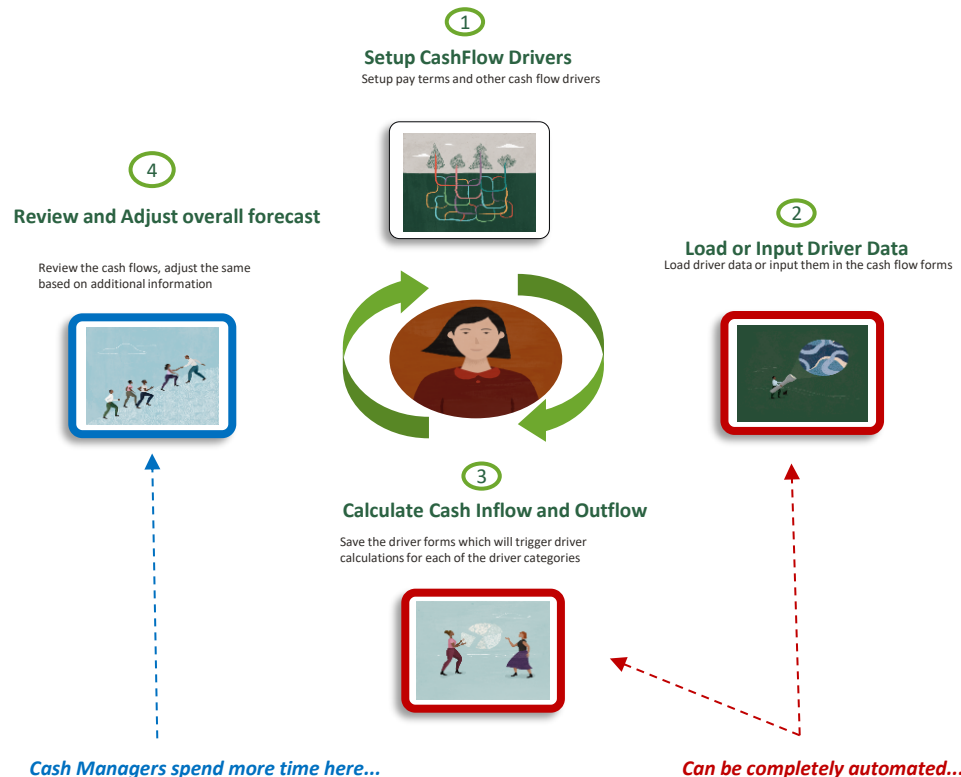 1
Setup CashFlow Drivers
Setup pay terms and other cash flow drivers
4
Review and Adjust overall forecast
Review the cash flows, adjust the same
based on additional information
2
Load or Input Driver Data
Load driver data or input them in the cash flow forms
3
Calculate Cash Inflow and Outflow
Save the driver forms which will trigger driver
calculations for each of the driver categories
Cash Managers spend more time here...
Can be completely automated...